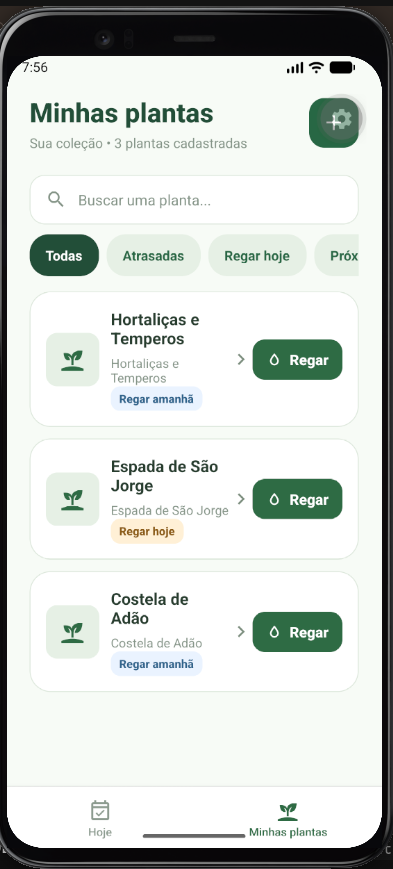 7:56
Minhas plantas
Sua coleção • 3 plantas cadastradas
Buscar uma planta...
Todas
Atrasadas
Regar hoje
Próx
Hortaliças e
Temperos
Hortaliças e
Temperos
Regar amanhã
Regar
Espada de São
Jorge
Espada de São Jorge
Regar hoje
Regar
Costela de
Adão
Costela de Adão
Regar amanhã
Regar
Hoje
Minhas plantas